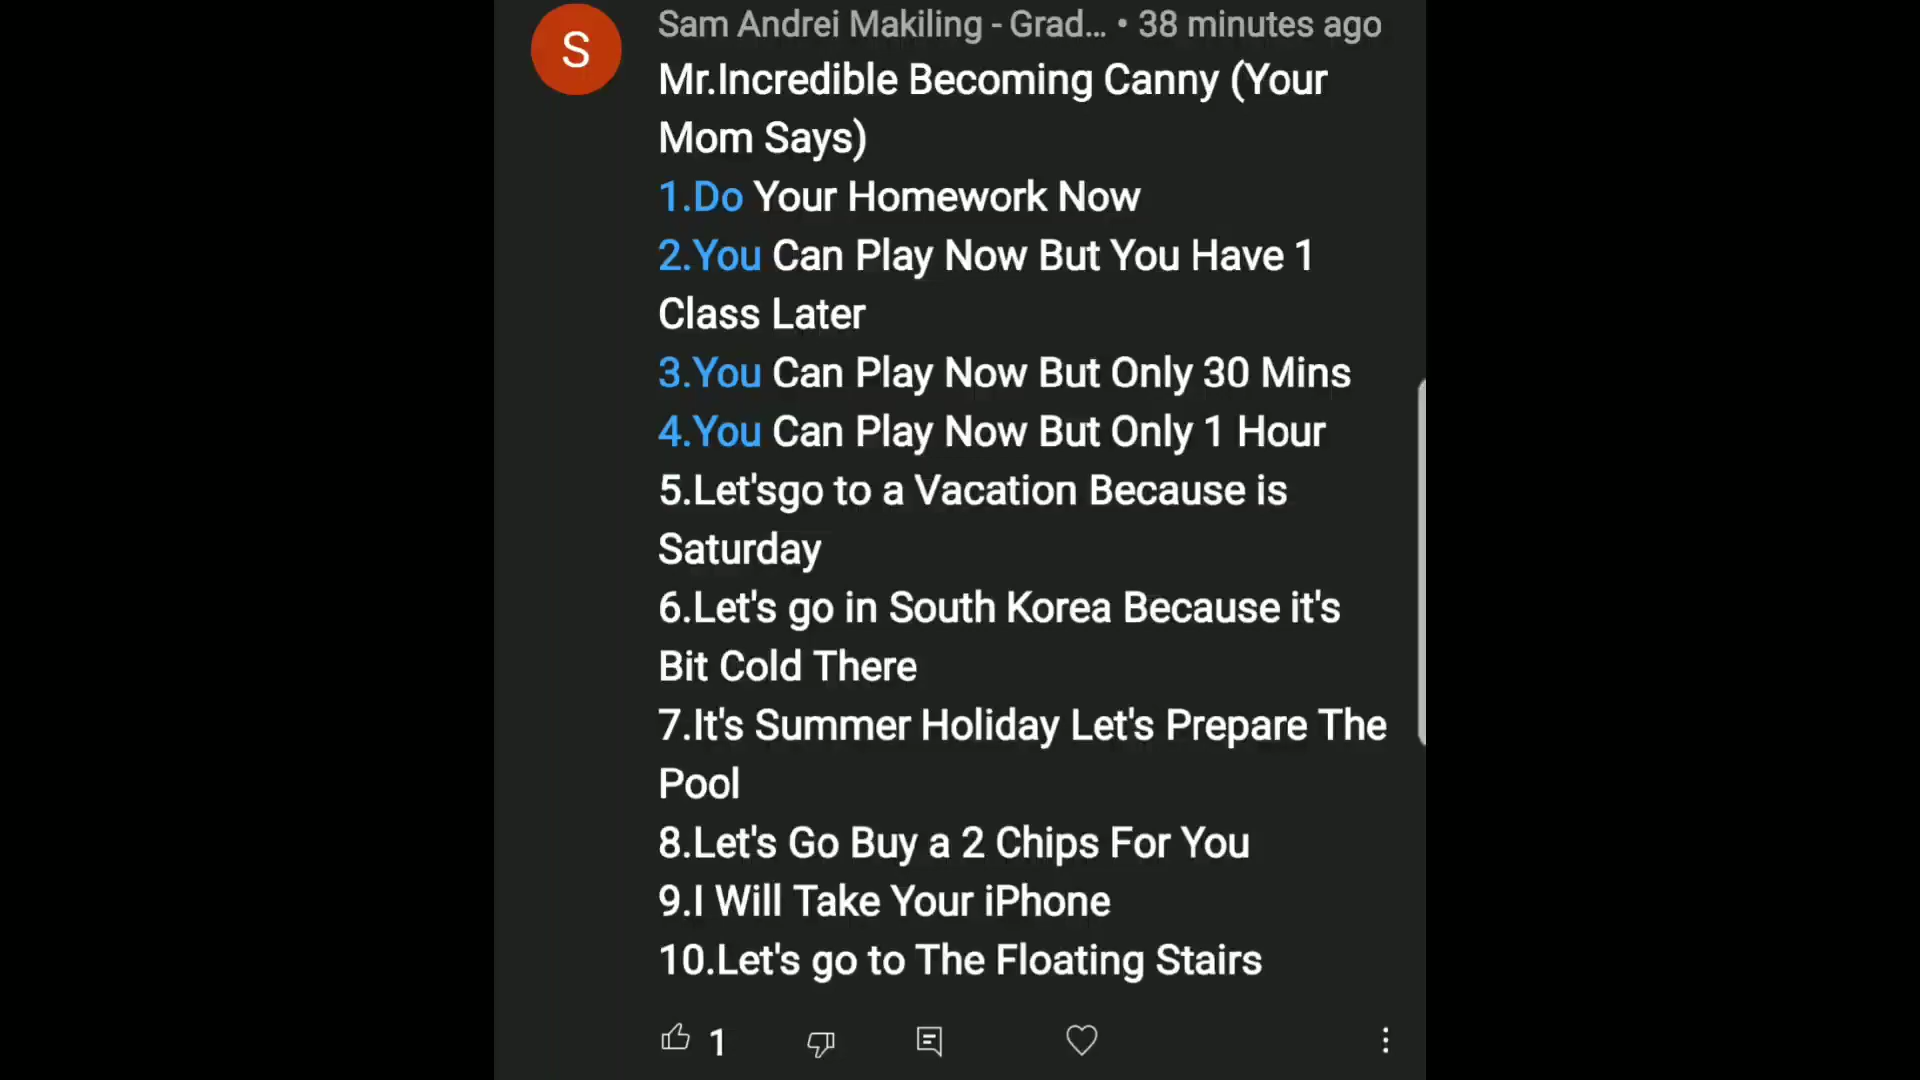 S
Sam Andrei Makiling - Grad... • 38 minutes ago
Mr.Incredible Becoming Canny (Your
Mom Says)
1.Do Your Homework Now
2.You Can Play Now But You Have 1
Class Later
3.You Can Play Now But Only 30 Mins
4.You Can Play Now But Only 1 Hour
5.Let'sgo to a Vacation Because is
Saturday
6.Let's go in South Korea Because it's
Bit Cold There
7.It's Summer Holiday Let's Prepare The
Pool
8.Let's Go Buy a 2 Chips For You
9.I Will Take Your iPhone
10.Let's go to The Floating Stairs
1